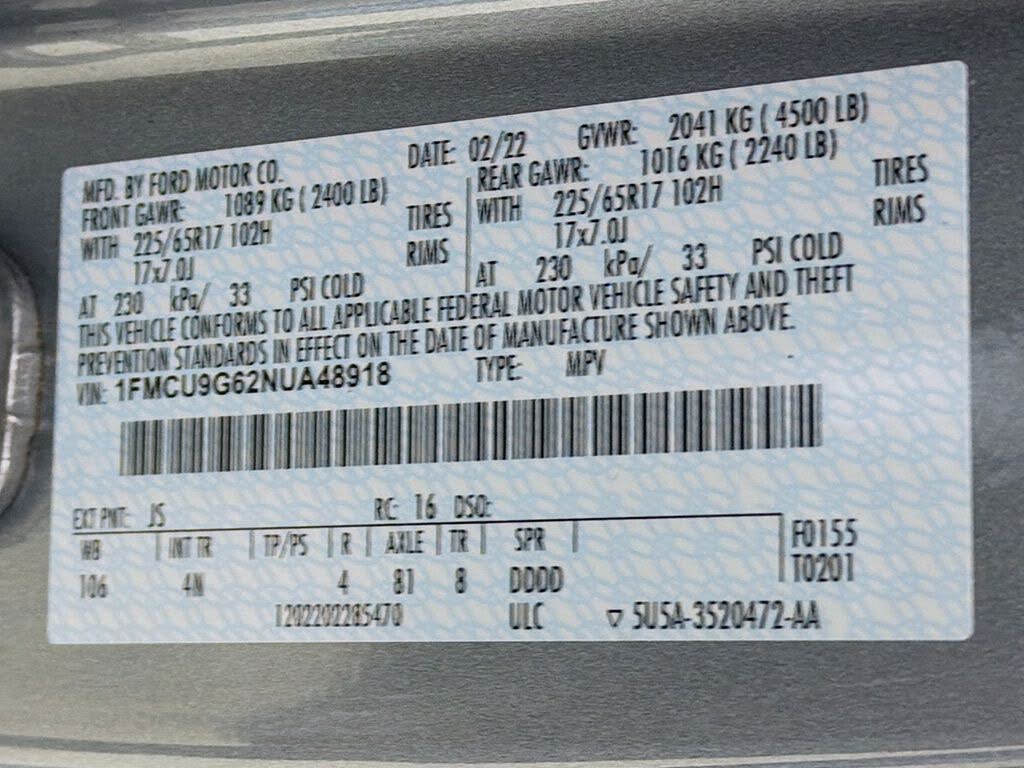 MFD. BY FORD MOTOR CO. DATE: 02/22 GVWR: 2041 KG ( 4500 LB)
FRONT GAWR: 1089 KG ( 2400 LB) REAR GAWR: 1016 KG ( 2240 LB)
WITH 225/65R17 102H TIRES WITH 225/65R17 102H TIRES
17x7.0J RIMS 17x7.0J RIMS
AT 230 kPa/ 33 PSI COLD AT 230 kPa/ 33 PSI COLD
THIS VEHICLE CONFORMS TO ALL APPLICABLE FEDERAL MOTOR VEHICLE SAFETY AND THEFT
PREVENTION STANDARDS IN EFFECT ON THE DATE OF MANUFACTURE SHOWN ABOVE.
VIN: 1FMCU9G62NUA48918 TYPE: MPV
EXT PNT: JS RC: 16 DSO:
WB INT TR TP/PS R AXLE TR SPR F0155
106 4N 4 81 8 DDDD T0201
120220228547​0 ULC ▽ 5U5A-3520472-AA